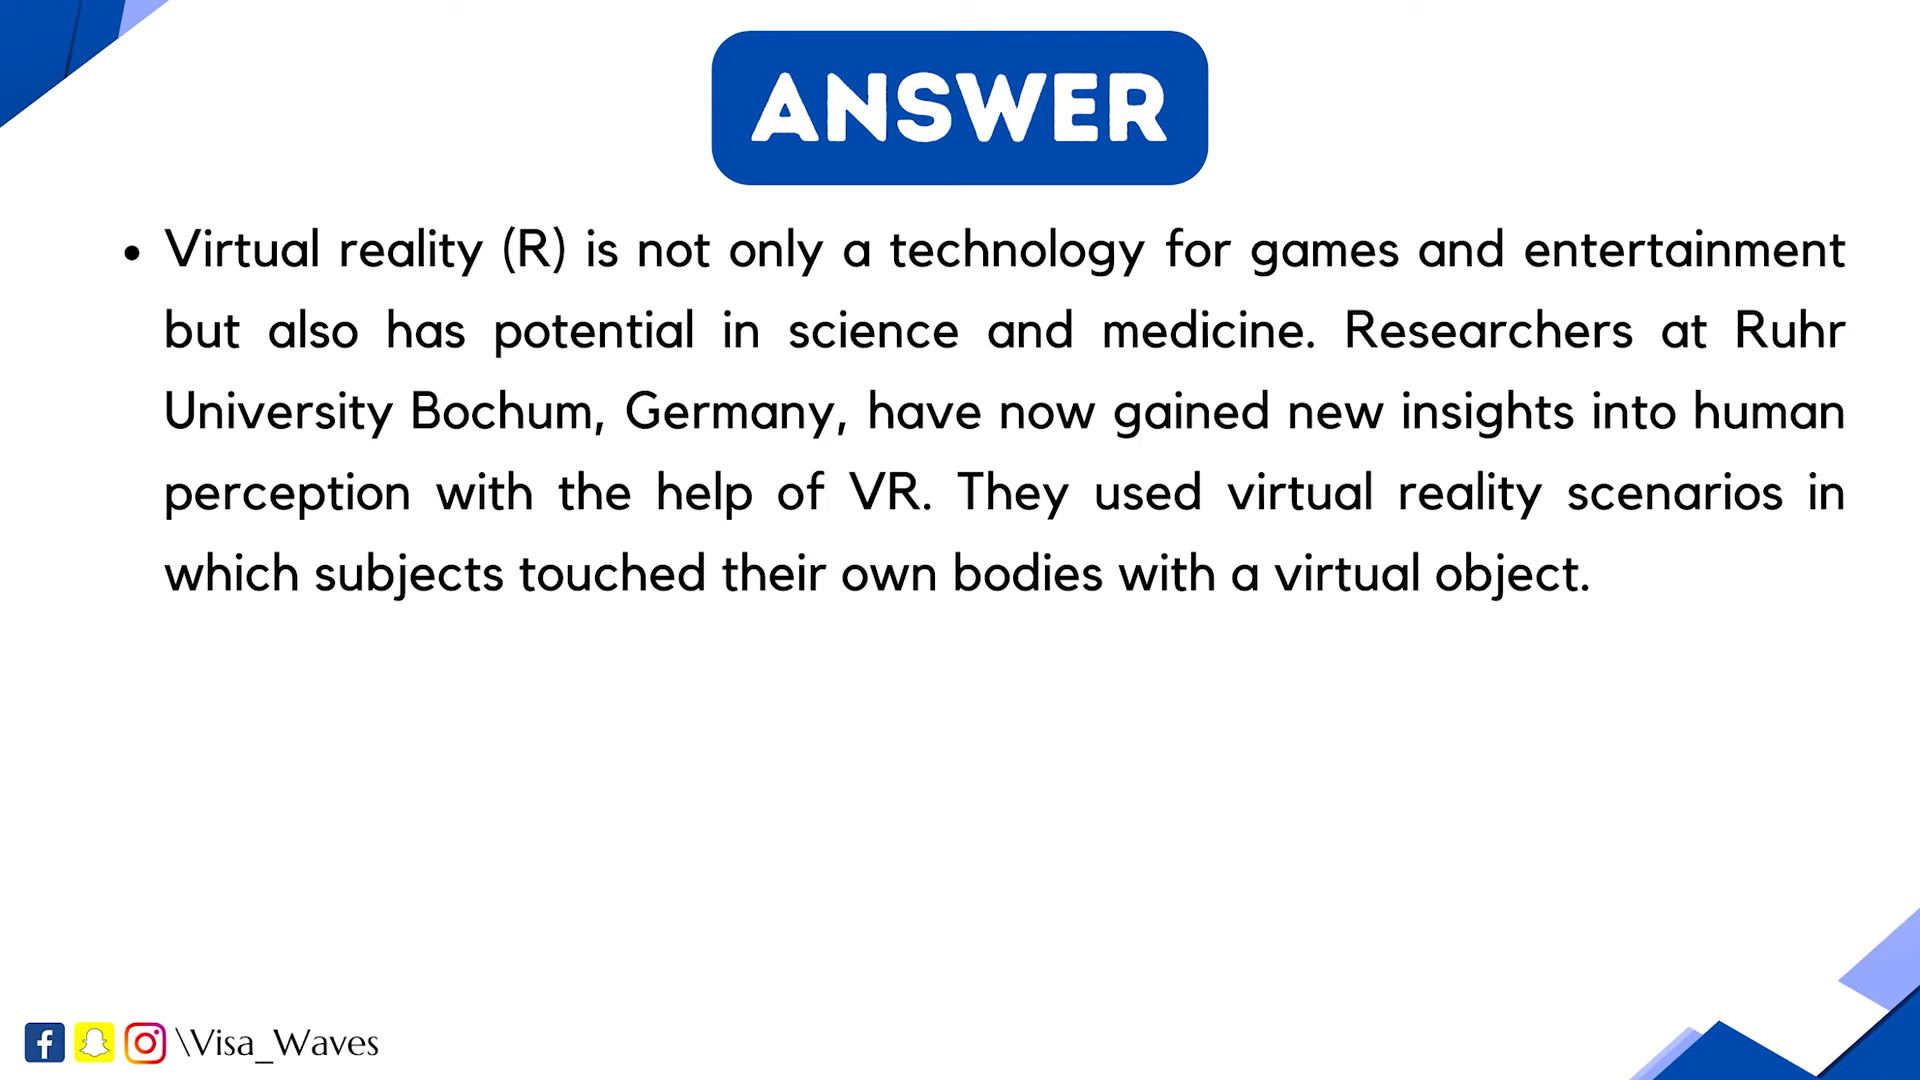 ANSWER
• Virtual reality (R) is not only a technology for games and entertainment
but also has potential in science and medicine. Researchers at Ruhr
University Bochum, Germany, have now gained new insights into human
perception with the help of VR. They used virtual reality scenarios in
which subjects touched their own bodies with a virtual object.
\Visa_Waves